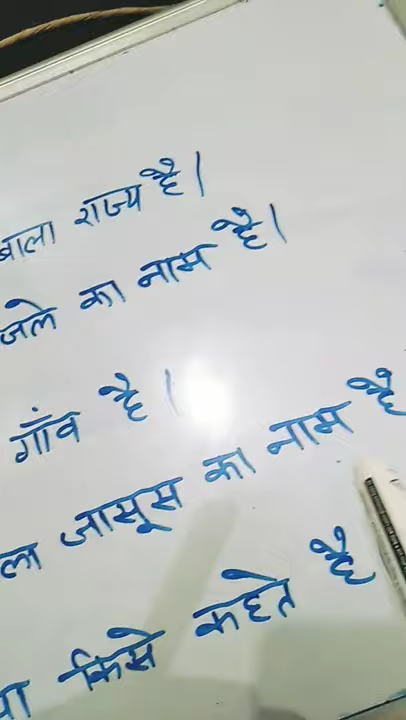 बाला राज्य है।
जले का नाम है।
गाँव है।
ला जासूस का नाम है
या किसे कहते है